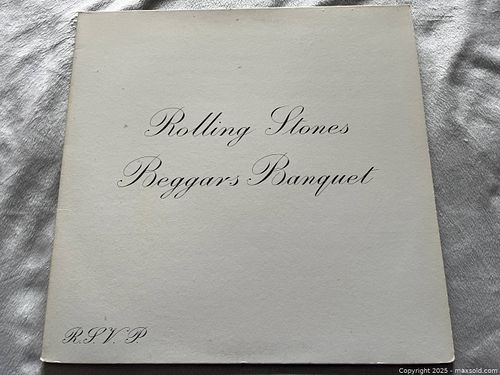 Rolling Stones
Beggars Banquet
R.S.V.P.
Copyright 2025 - maxsold.com